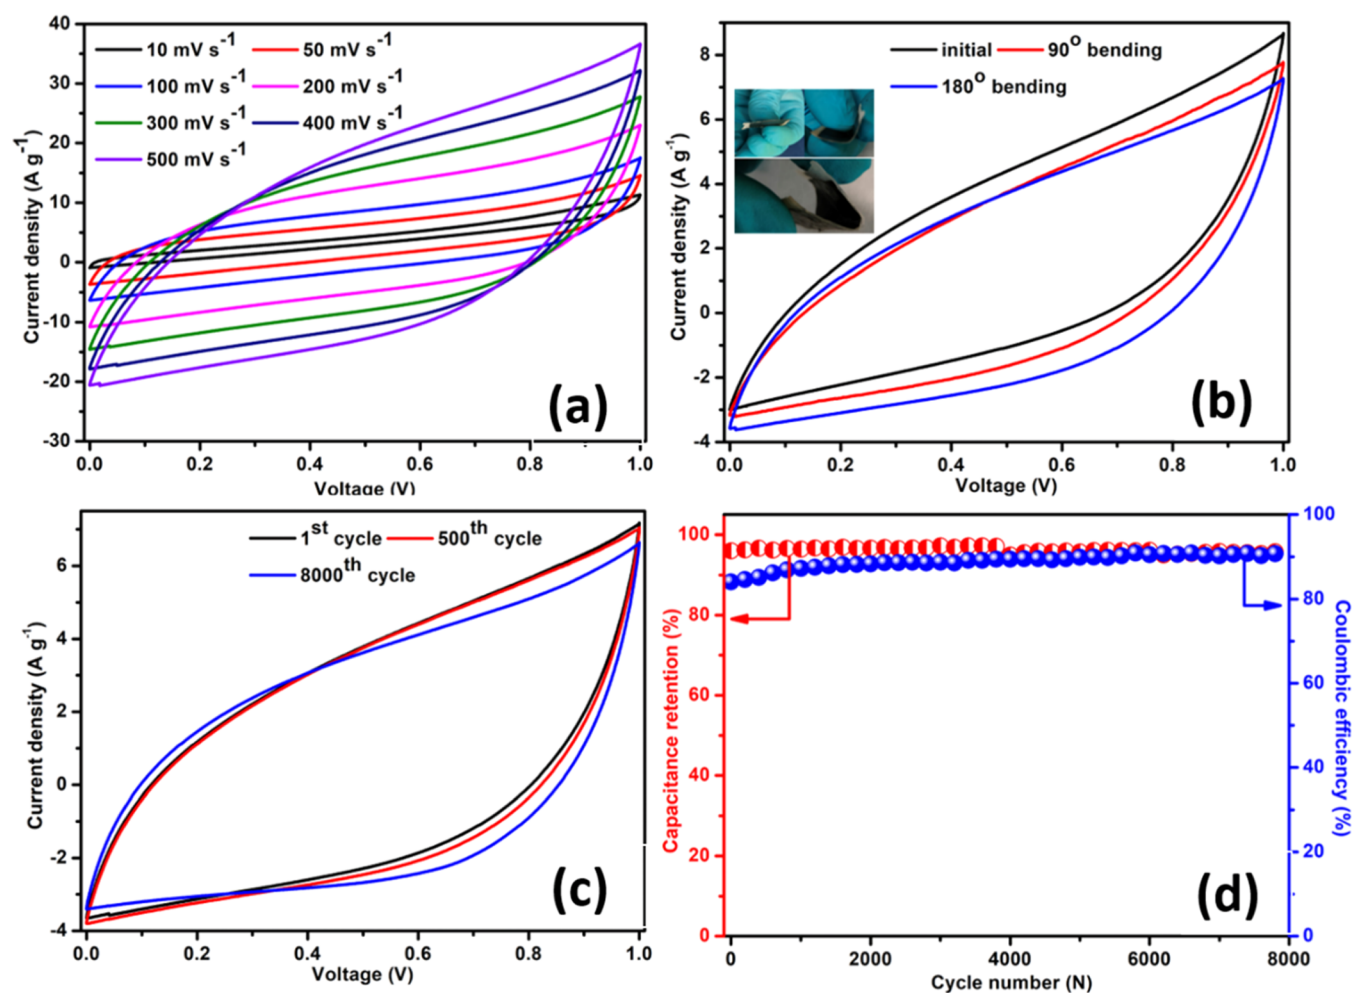 10 mV s-1
50 mV s-1
100 mV s-1
200 mV s-1
300 mV s-1
400 mV s-1
500 mV s-1
40
30
20
10
0
-10
-20
-30
Current density (A g-1)
0.0 0.2 0.4 0.6 0.8 1.0
Voltage (V)
(a)
initial
90o bending
180o bending
8
6
4
2
0
-2
-4
Current density (A g-1)
0.0 0.2 0.4 0.6 0.8 1.0
Voltage (V)
(b)
1st cycle
500th cycle
8000th cycle
6
4
2
0
-2
-4
Current density (A g-1)
0.0 0.2 0.4 0.6 0.8 1.0
Voltage (V)
(c)
100
80
60
40
20
0
Capacitance retention (%)
100
80
60
40
20
0
Coulombic efficiency (%)
0 2000 4000 6000 8000
Cycle number (N)
(d)